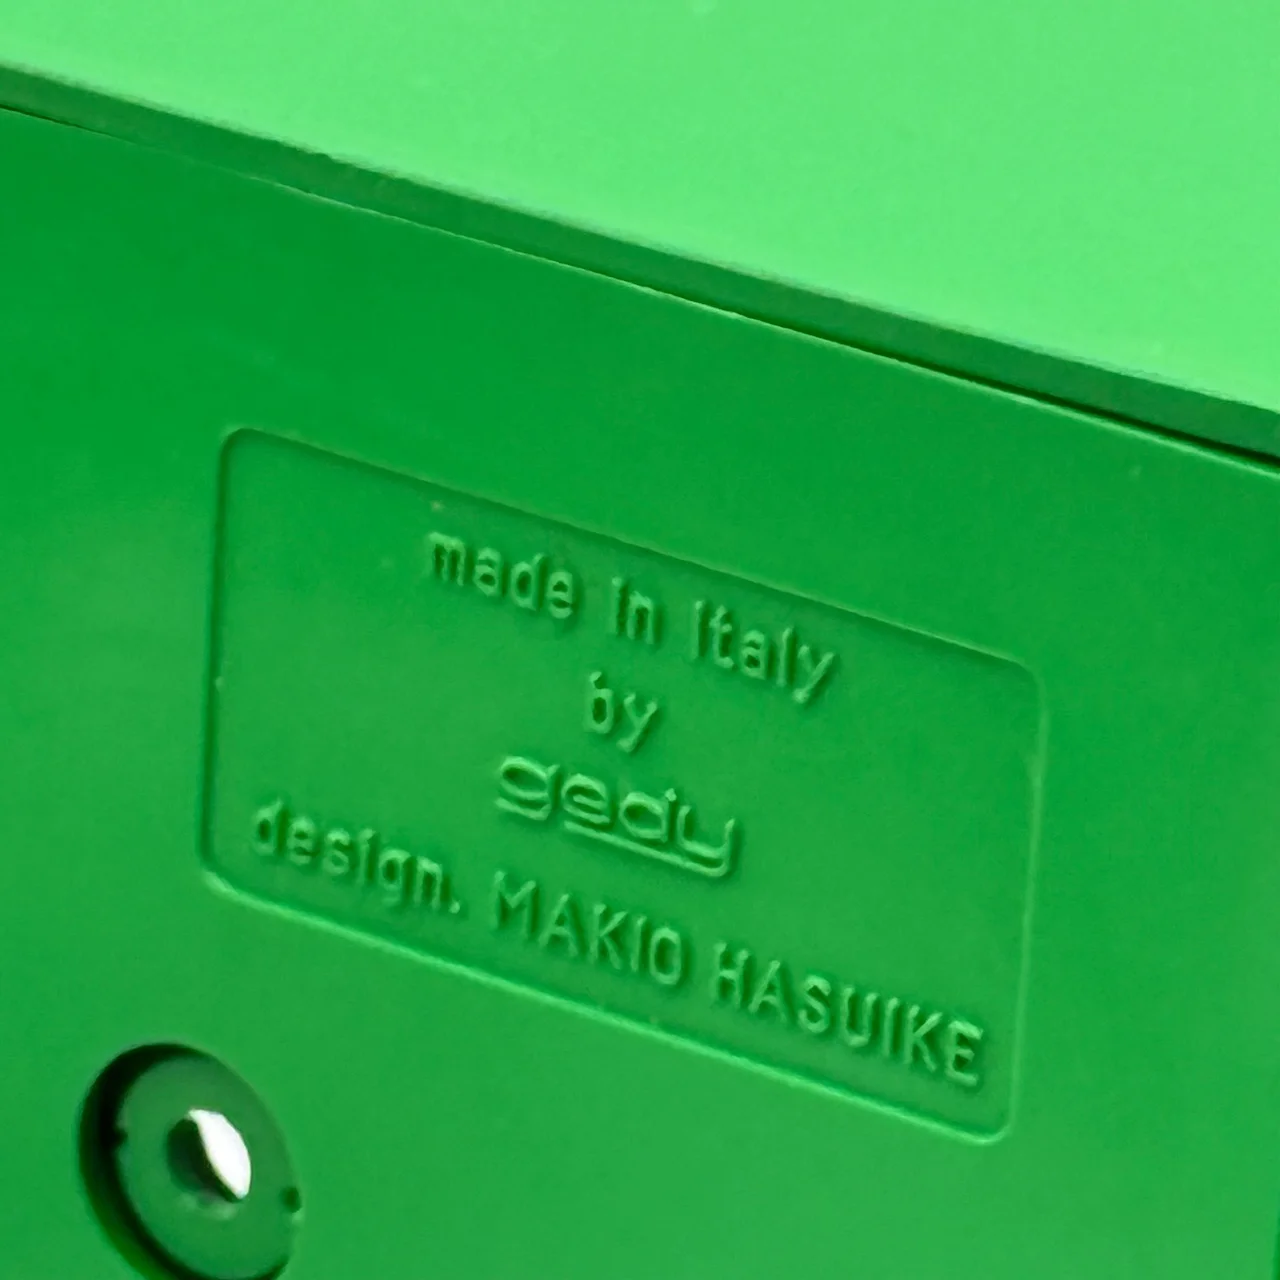 made in italy
by
gedy
design. MAKIO HASUIKE